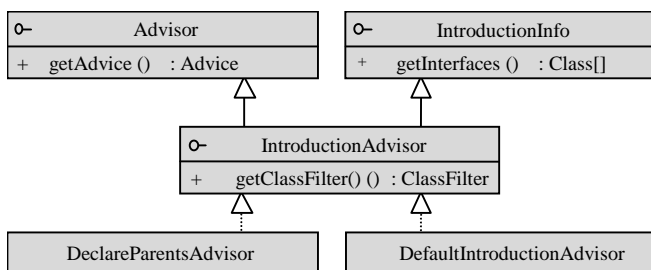 Advisor
+ getAdvice () : Advice
IntroductionInfo
+ getInterfaces () : Class[]
IntroductionAdvisor
+ getClassFilter() () : ClassFilter
DeclareParentsAdvisor
DefaultIntroductionAdvisor